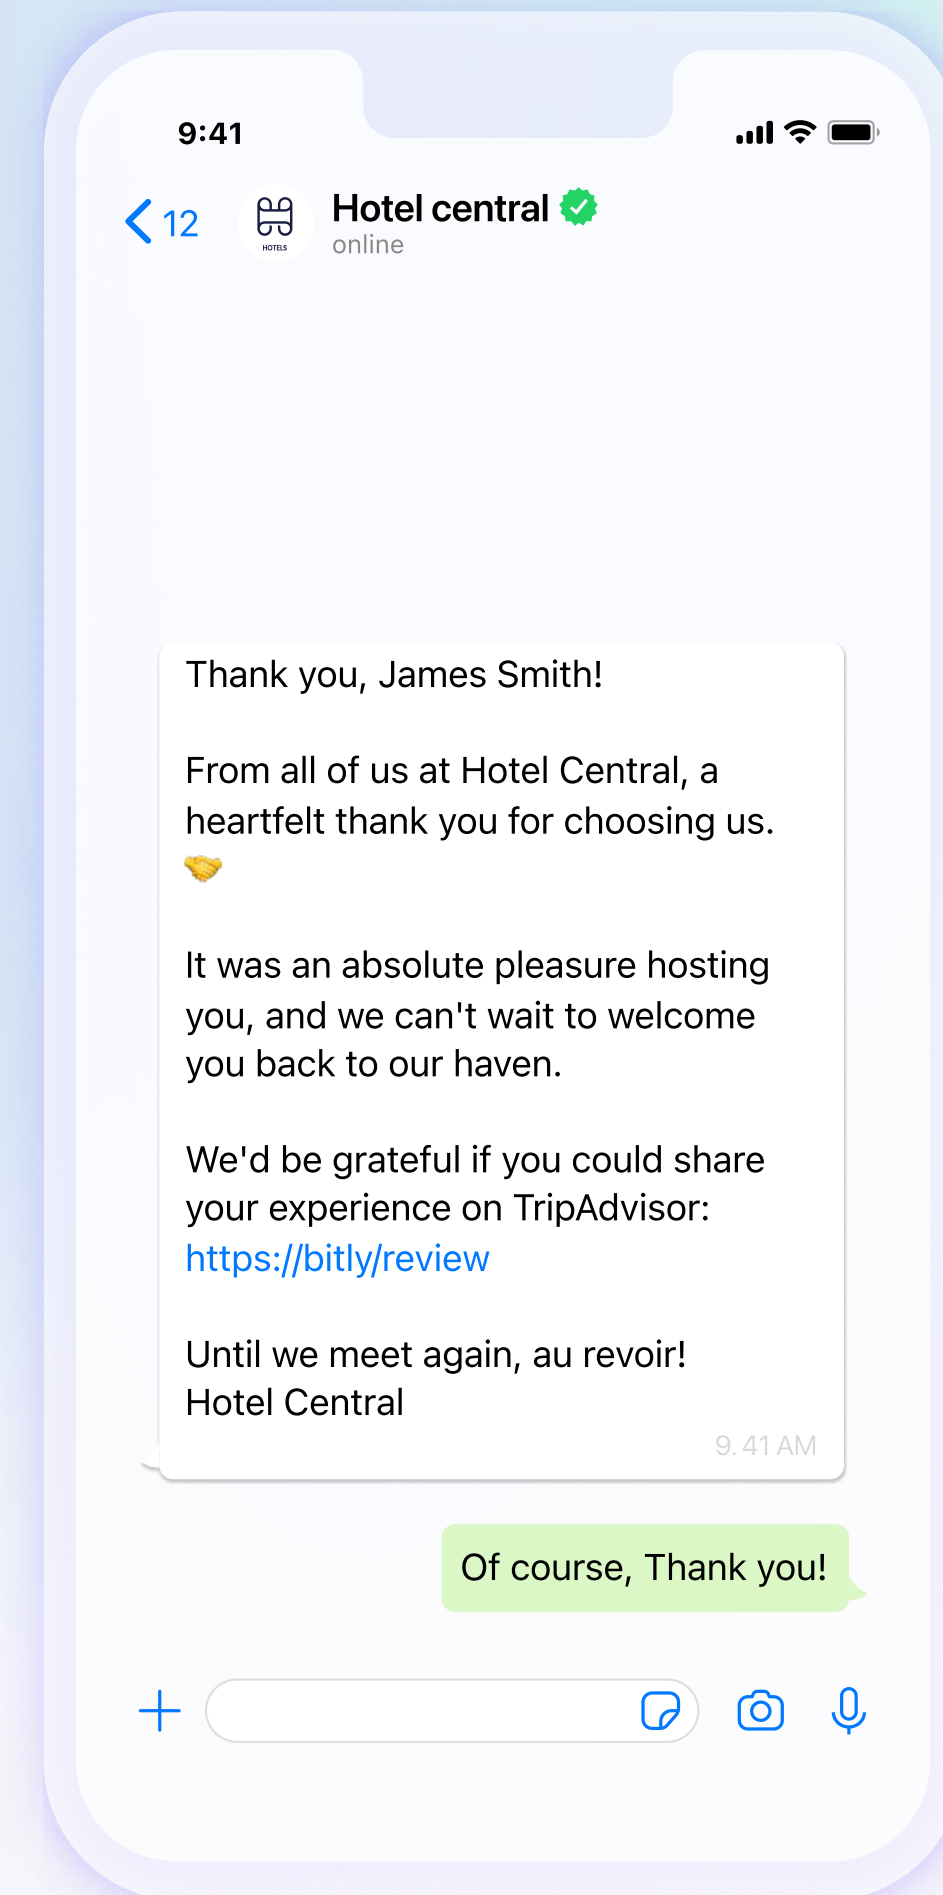 9:41
12
HOTELS
Hotel central
online
Thank you, James Smith!
From all of us at Hotel Central, a
heartfelt thank you for choosing us.
🤝
It was an absolute pleasure hosting
you, and we can't wait to welcome
you back to our haven.
We'd be grateful if you could share
your experience on TripAdvisor:
https://bitly/review
Until we meet again, au revoir!
Hotel Central
9.41 AM
Of course, Thank you!